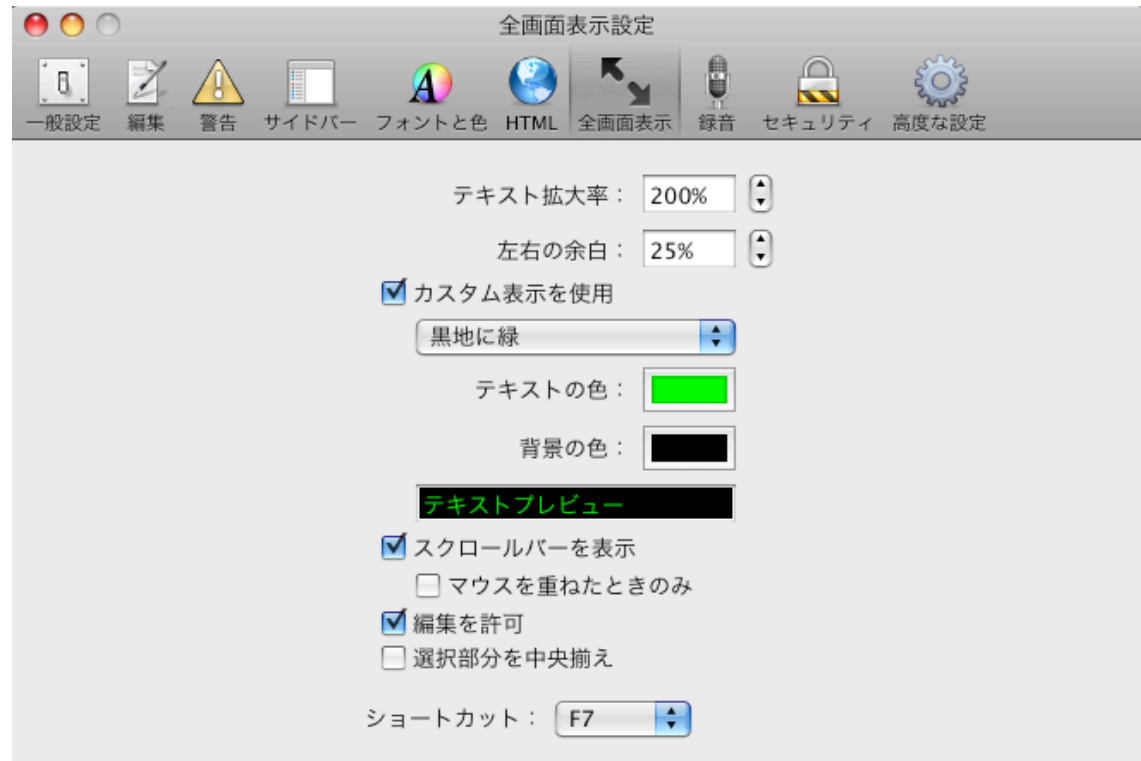 全画面表示設定
一般設定 編集 警告 サイドバー フォントと色 HTML 全画面表示 録音 セキュリティ 高度な設定
テキスト拡大率： 200%
左右の余白： 25%
カスタム表示を使用
黒地に緑
テキストの色：
背景の色：
テキストプレビュー
スクロールバーを表示
マウスを重ねたときのみ
編集を許可
選択部分を中央揃え
ショートカット： F7